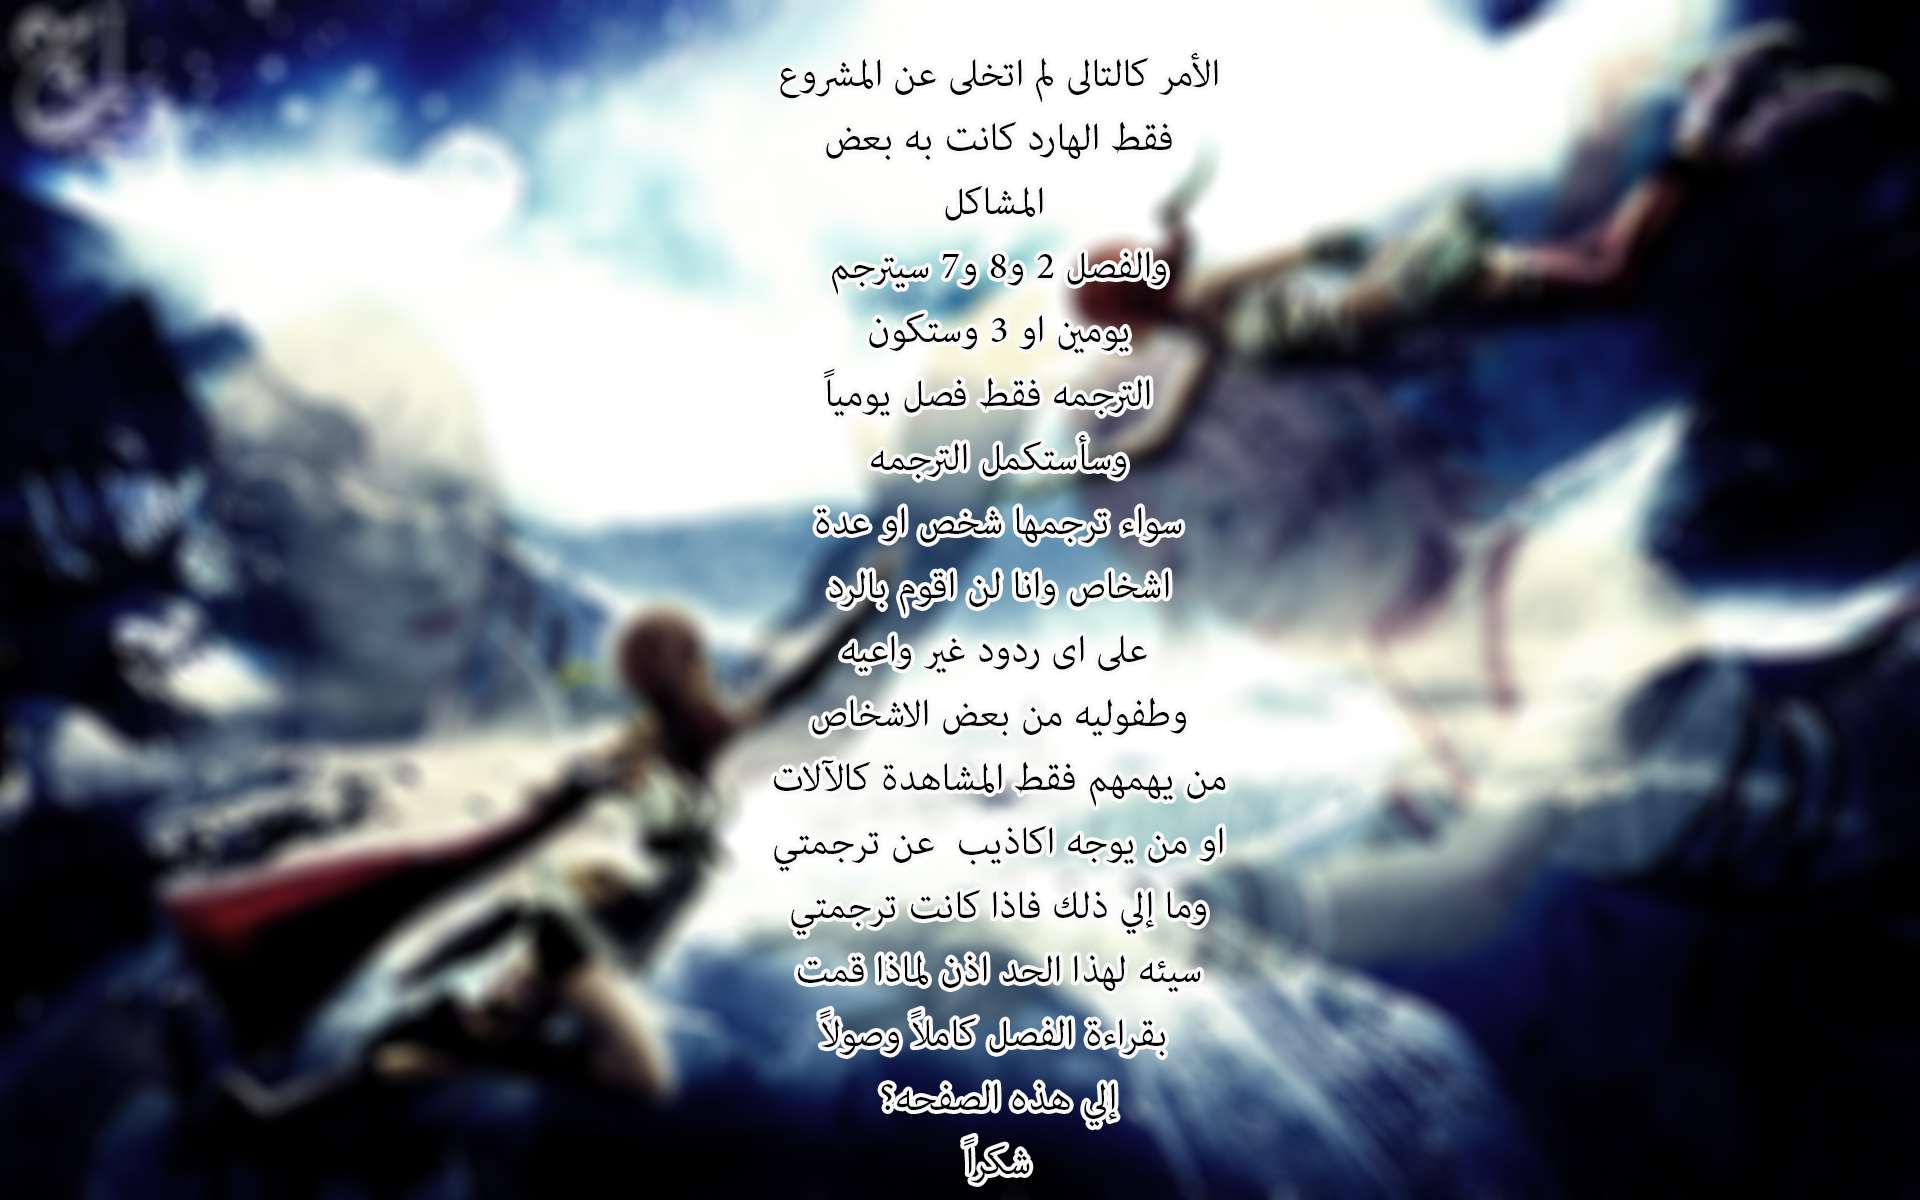 الأمر كالتالى لم اتخلى عن المشروع
فقط الهارد كانت به بعض
المشاكل
والفصل 2 و8 و7 سيترجم
يومين او 3 وستكون
الترجمه فقط فصل يومياً
وسأستكمل الترجمه
سواء ترجمها شخص او عدة
اشخاص وانا لن اقوم بالرد
على اى ردود غير واعيه
وطفوليه من بعض الاشخاص
من يهمهم فقط المشاهدة كالآلات
او من يوجه اكاذيب عن ترجمتي
وما إلي ذلك فاذا كانت ترجمتي
سيئه لهذا الحد اذن لماذا قمت
بقراءة الفصل كاملاً وصولاً
إلي هذه الصفحه؟
شكراً